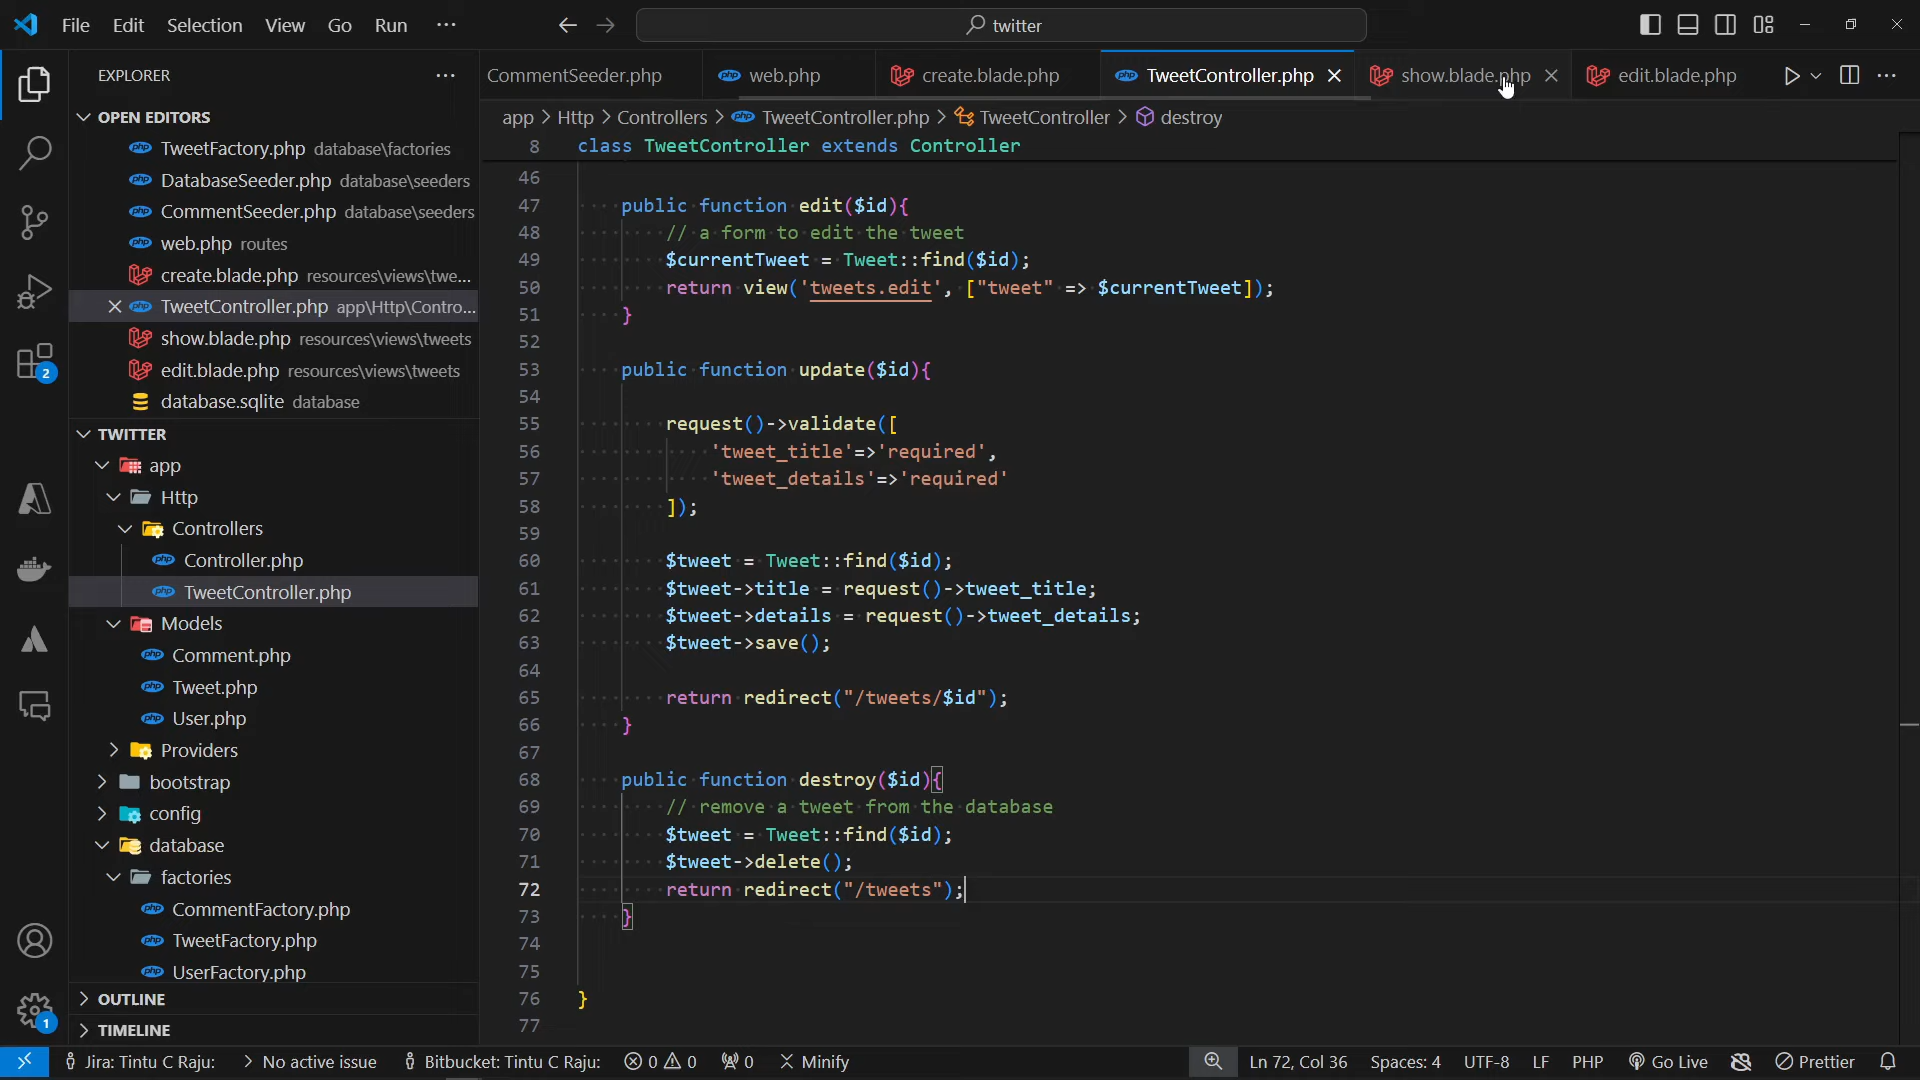 File Edit Selection View Go Run ···
twitter
EXPLORER
OPEN EDITORS
TweetFactory.php database\factories
DatabaseSeeder.php database\seeders
CommentSeeder.php database\seeders
web.php routes
create.blade.php resources\views\twe...
TweetController.php app\Http\Contro...
show.blade.php resources\views\tweets
edit.blade.php resources\views\tweets
database.sqlite database
TWITTER
app
Http
Controllers
Controller.php
TweetController.php
Models
Comment.php
Tweet.php
User.php
Providers
bootstrap
config
database
factories
CommentFactory.php
TweetFactory.php
UserFactory.php
OUTLINE
TIMELINE
2
1
CommentSeeder.php web.php create.blade.php TweetController.php show.blade.php edit.blade.php
app > Http > Controllers > TweetController.php > TweetController > destroy
8 class TweetController extends Controller
46
47 public function edit($id){
48 // a form to edit the tweet
49 $currentTweet = Tweet::find($id);
50 return view('tweets.edit', ["tweet" => $currentTweet]);
51 }
52
53 public function update($id){
54
55 request()->validate([
56 'tweet_title'=>'required',
57 'tweet_details'=>'required'
58 ]);
59
60 $tweet = Tweet::find($id);
61 $tweet->title = request()->tweet_title;
62 $tweet->details = request()->tweet_details;
63 $tweet->save();
64
65 return redirect("/tweets/$id");
66 }
67
68 public function destroy($id){
69 // remove a tweet from the database
70 $tweet = Tweet::find($id);
71 $tweet->delete();
72 return redirect("/tweets");
73 }
74
75
76 }
77
Jira: Tintu C Raju: > No active issue Bitbucket: Tintu C Raju: 0 0 0 Minify Ln 72, Col 36 Spaces: 4 UTF-8 LF PHP Go Live Prettier